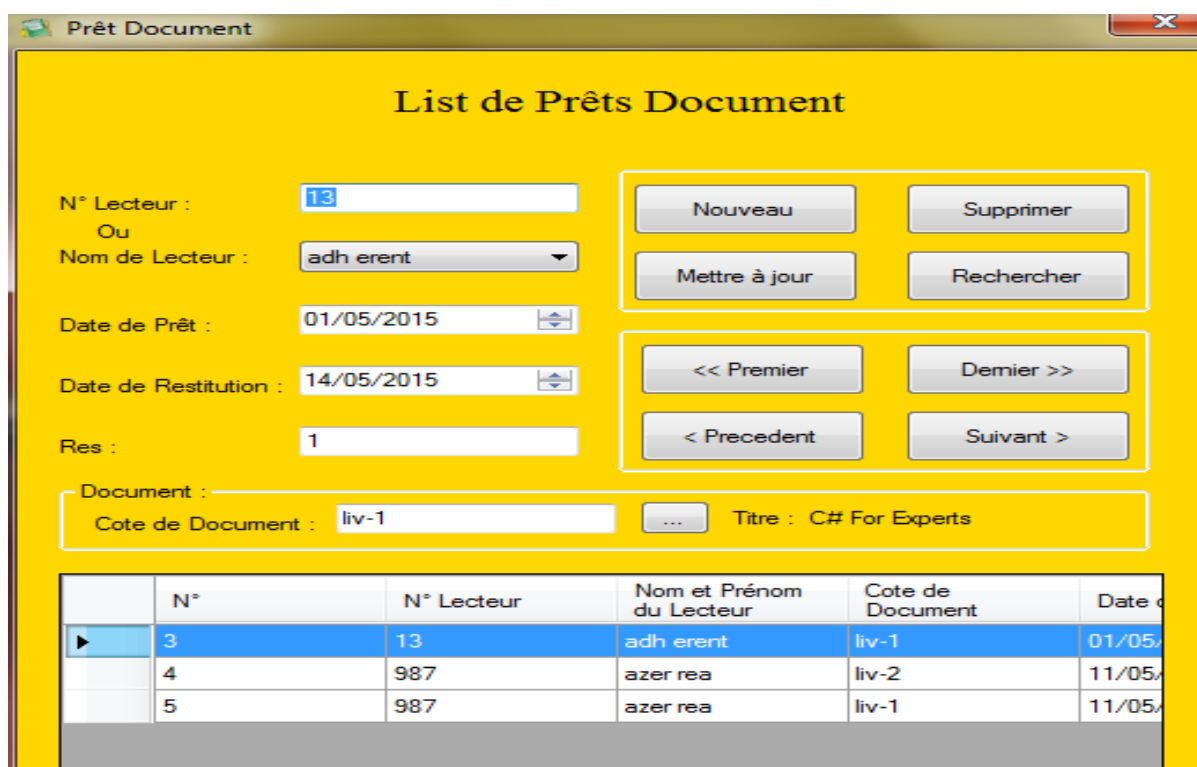 Prêt Document
List de Prêts Document
N° Lecteur : 13
Ou
Nom de Lecteur : adh erent
Date de Prêt : 01/05/2015
Date de Restitution : 14/05/2015
Res : 1
Nouveau Supprimer
Mettre à jour Rechercher
<< Premier Dernier >>
< Precedent Suivant >
Document :
Cote de Document : liv-1 ... Titre : C# For Experts
N° N° Lecteur Nom et Prénom du Lecteur Cote de Document Date
3 13 adh erent liv-1 01/05/
4 987 azer rea liv-2 11/05/
5 987 azer rea liv-1 11/05/